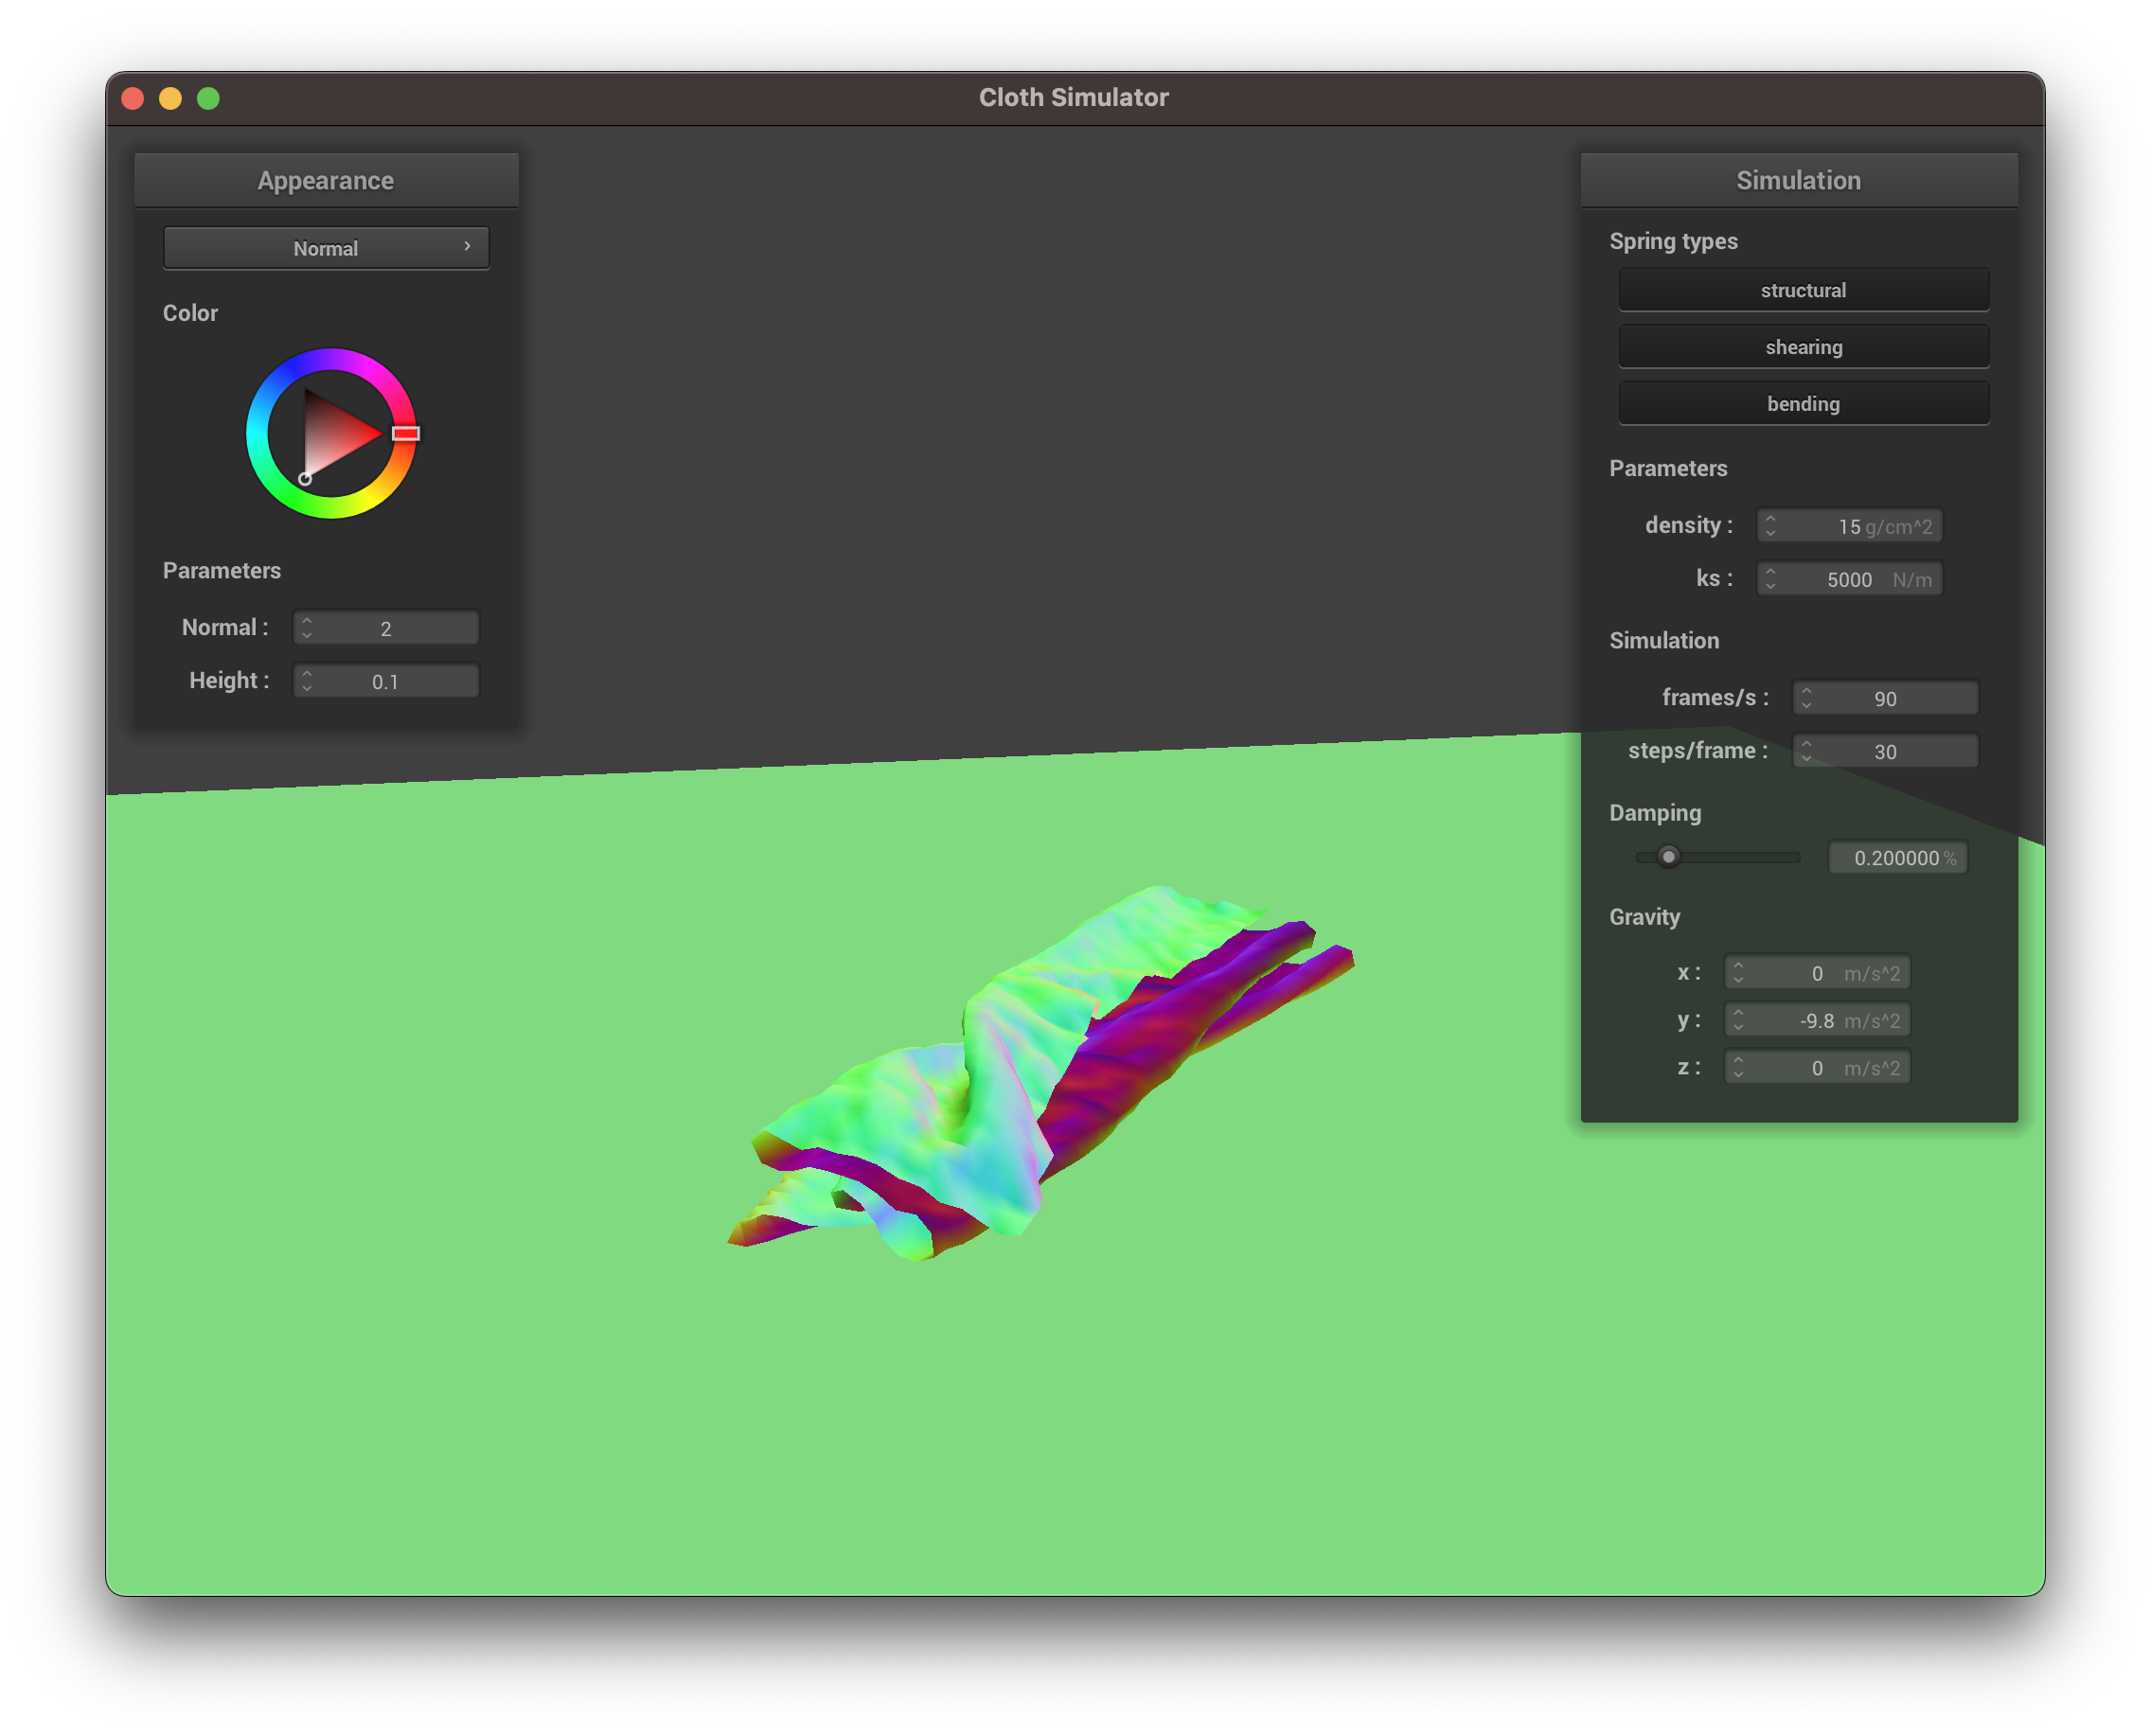 Cloth Simulator
Appearance
Normal
Color
Parameters
Normal : 2
Height : 0.1
Simulation
Spring types
structural
shearing
bending
Parameters
density : 15 g/cm^2
ks : 5000 N/m
Simulation
frames/s : 90
steps/frame : 30
Damping
0.200000 %
Gravity
x : 0 m/s^2
y : -9.8 m/s^2
z : 0 m/s^2